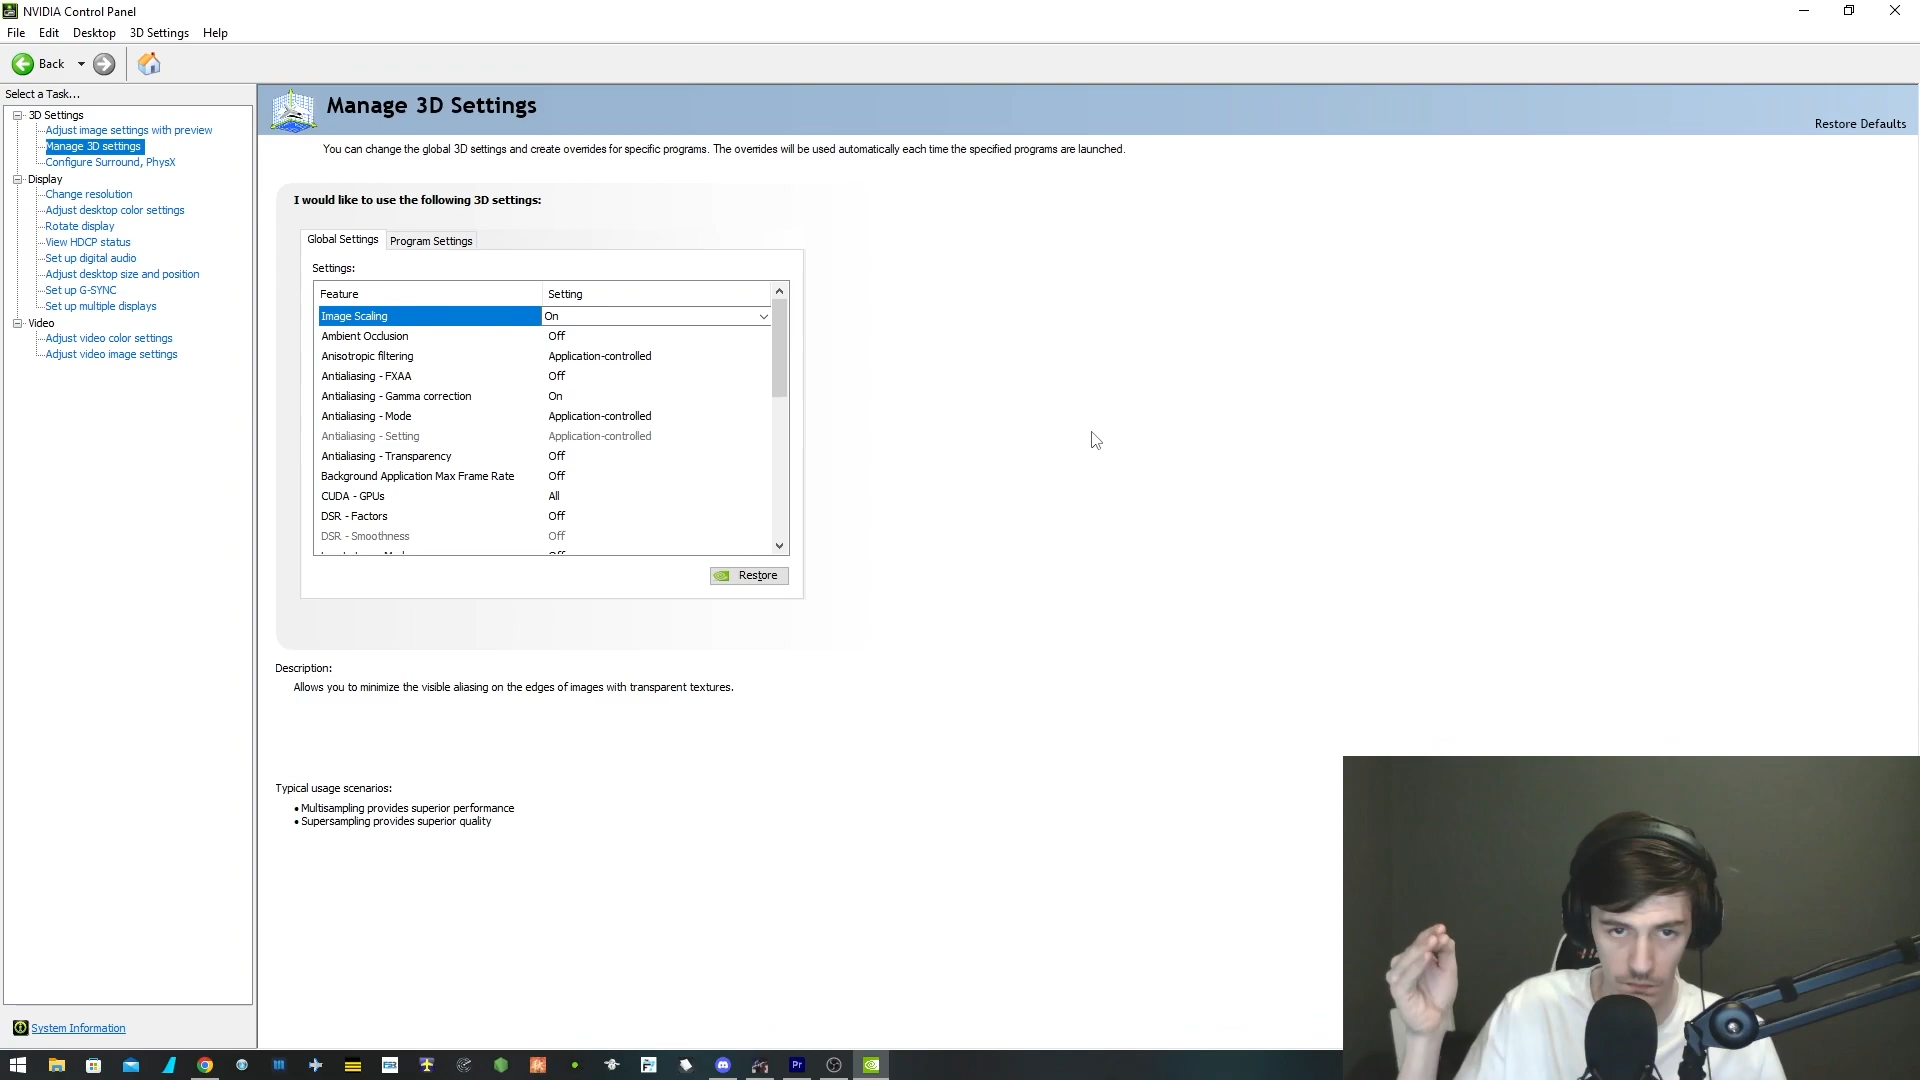 NVIDIA Control Panel
File Edit Desktop 3D Settings Help
Back
Select a Task...
3D Settings
Adjust image settings with preview
Manage 3D settings
Configure Surround, PhysX
Display
Change resolution
Adjust desktop color settings
Rotate display
View HDCP status
Set up digital audio
Adjust desktop size and position
Set up G-SYNC
Set up multiple displays
Video
Adjust video color settings
Adjust video image settings
System Information
Manage 3D Settings
Restore Defaults
You can change the global 3D settings and create overrides for specific programs. The overrides will be used automatically each time the specified programs are launched.
I would like to use the following 3D settings:
Global Settings Program Settings
Settings:
Feature Setting
Image Scaling On
Ambient Occlusion Off
Anisotropic filtering Application-controlled
Antialiasing - FXAA Off
Antialiasing - Gamma correction On
Antialiasing - Mode Application-controlled
Antialiasing - Setting Application-controlled
Antialiasing - Transparency Off
Background Application Max Frame Rate Off
CUDA - GPUs All
DSR - Factors Off
DSR - Smoothness Off
Restore
Description:
Allows you to minimize the visible aliasing on the edges of images with transparent textures.
Typical usage scenarios:
• Multisampling provides superior performance
• Supersampling provides superior quality
Pr